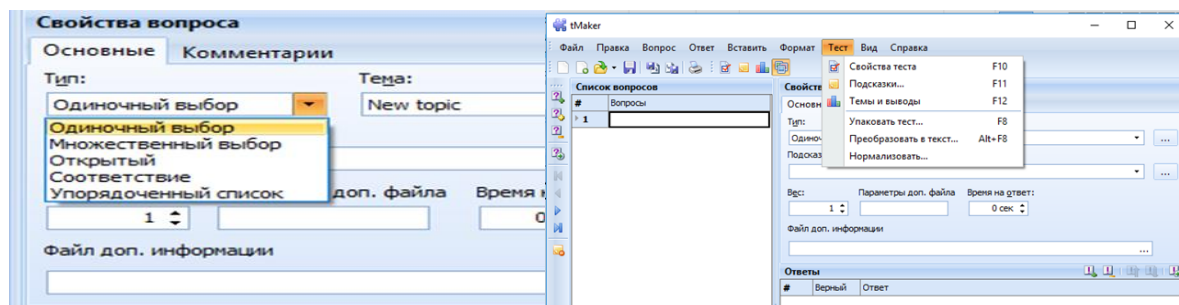 Свойства вопроса
Основные Комментарии
Тип: Тема:
Одиночный выбор New topic
Одиночный выбор
Множественный выбор
Открытый
Соответствие
Упорядоченный список
доп. файла Время
1 0
Файл доп. информации
tMaker
Файл Правка Вопрос Ответ Вставить Формат Тест Вид Справка
Свойства теста F10
Подсказки... F11
Темы и выводы F12
Упаковать тест... F8
Преобразовать в текст... Alt+F8
Нормализовать...
Список вопросов
# Вопросы
1
Свойств
Основн
Тип:
Одино
Подсказ
Вес: Параметры доп. файла Время на ответ:
1 0 сек
Файл доп. информации
Ответы
# Верный Ответ